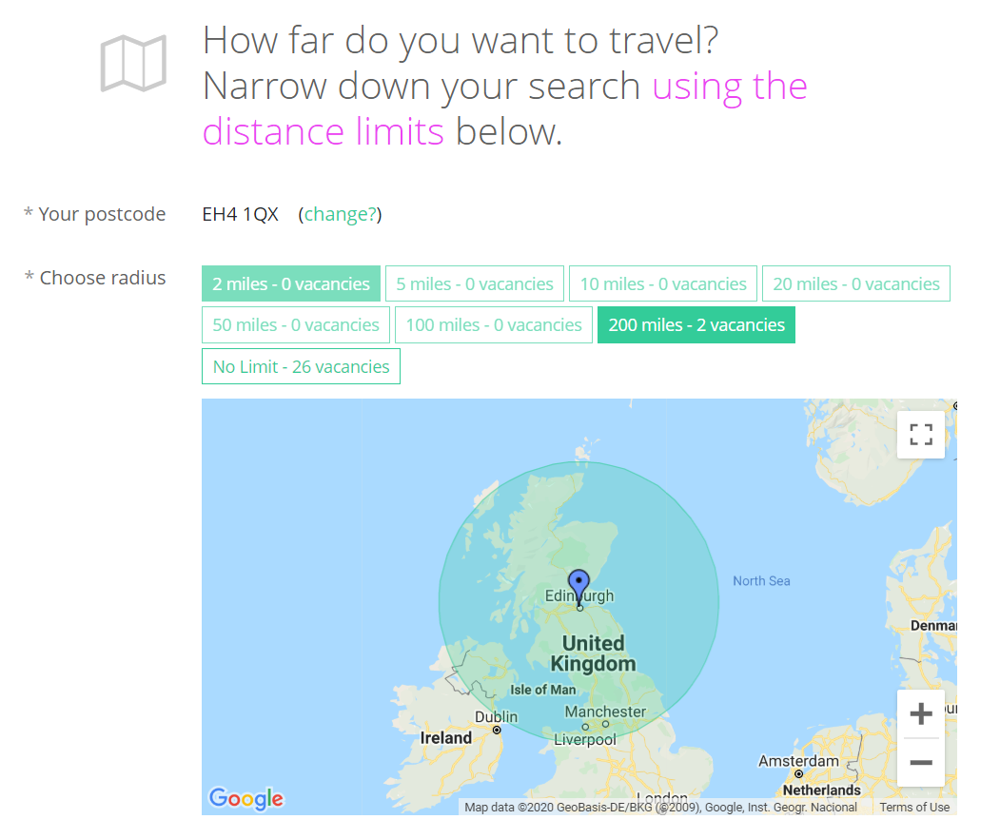 How far do you want to travel?
Narrow down your search using the
distance limits below.
* Your postcode EH4 1QX (change?)
* Choose radius 2 miles - 0 vacancies 5 miles - 0 vacancies 10 miles - 0 vacancies 20 miles - 0 vacancies
50 miles - 0 vacancies 100 miles - 0 vacancies 200 miles - 2 vacancies
No Limit - 26 vacancies
North Sea
Edinburgh
Denma
United
Kingdom
Isle of Man
Manchester
Dublin
Ireland
Liverpool
Amsterdam
Netherlands
London
Google
Map data ©2020 GeoBasis-DE/BKG (©2009), Google, Inst. Geogr. Nacional Terms of Use